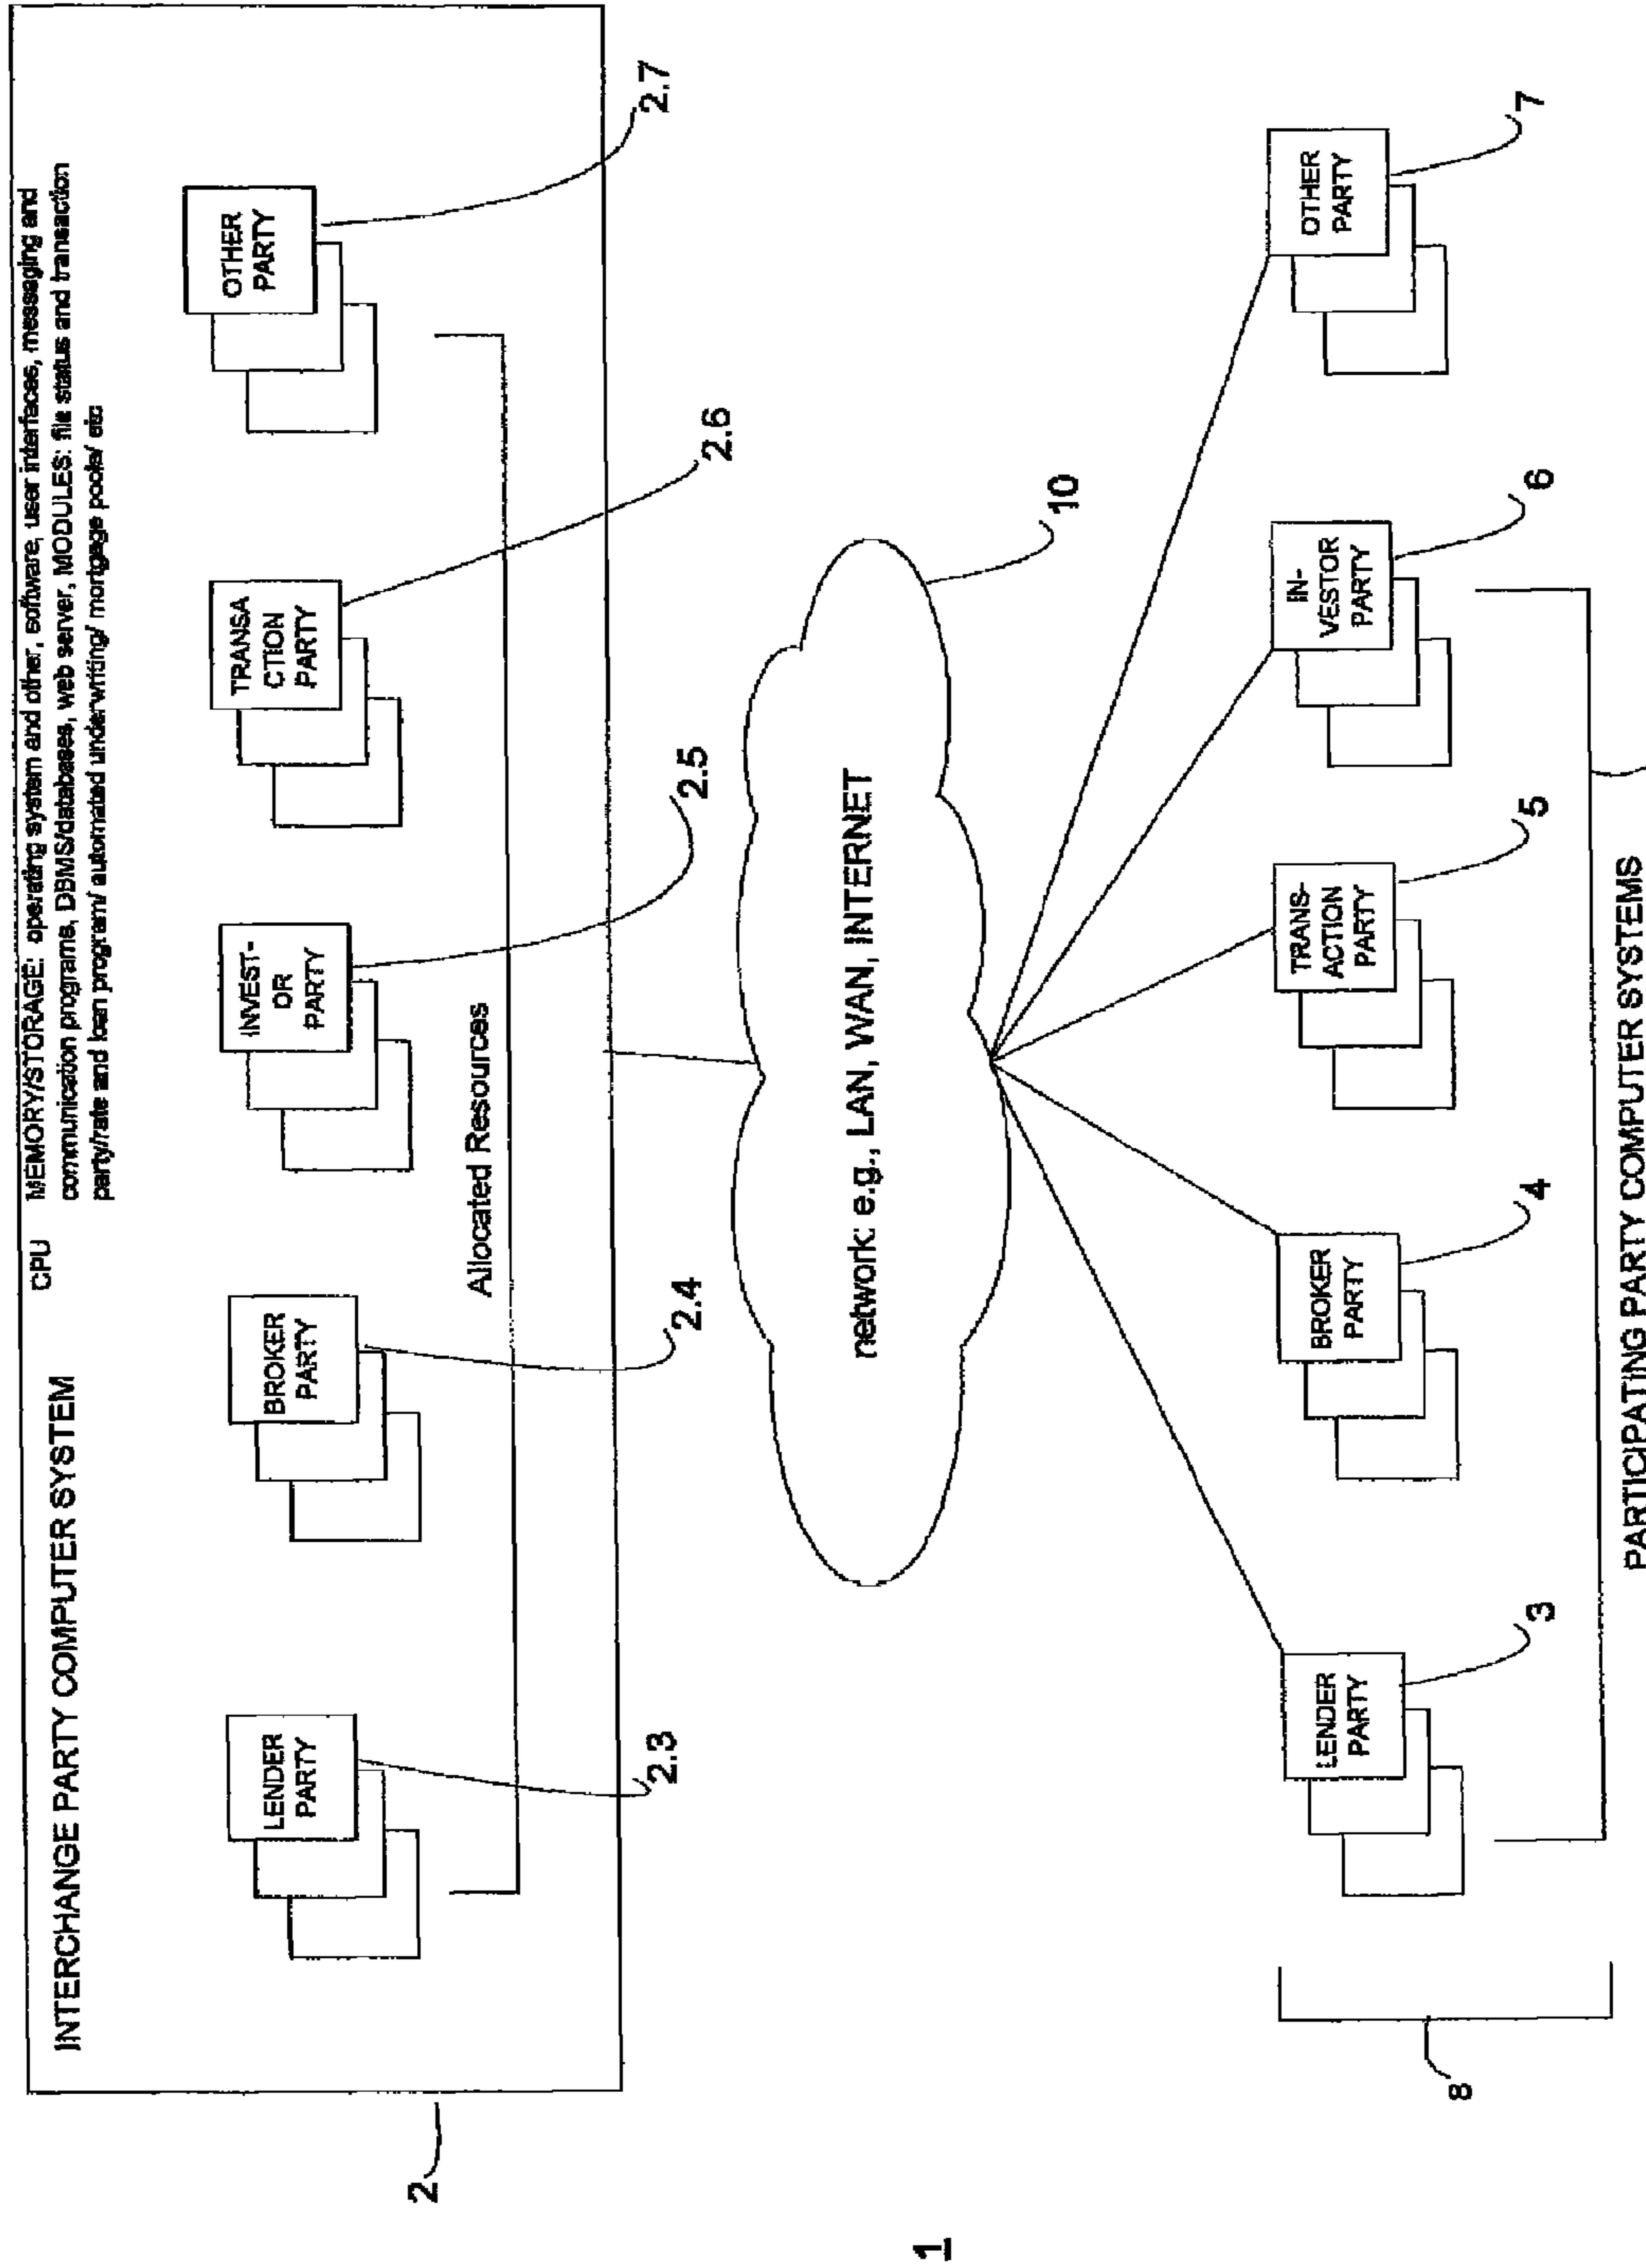 INTERCHANGE PARTY COMPUTER SYSTEM
CPU
MEMORY/STORAGE: operating system and other, software, user interfaces, messaging and
communication programs, DBMS/databases, web server, MODULES: file status and transaction
party/rate and loan program/ automated underwriting/ mortgage pools/ etc
LENDER
PARTY
BROKER
PARTY
INVEST-
OR
PARTY
TRANSA
CTION
PARTY
OTHER
PARTY
Allocated Resources
2
2.3
2.4
2.5
2.6
2.7
1
network: e.g., LAN, WAN, INTERNET
10
LENDER
PARTY
BROKER
PARTY
TRANS-
ACTION
PARTY
IN-
VESTOR
PARTY
OTHER
PARTY
3
4
5
6
7
8
PARTICIPATING PARTY COMPUTER SYSTEMS